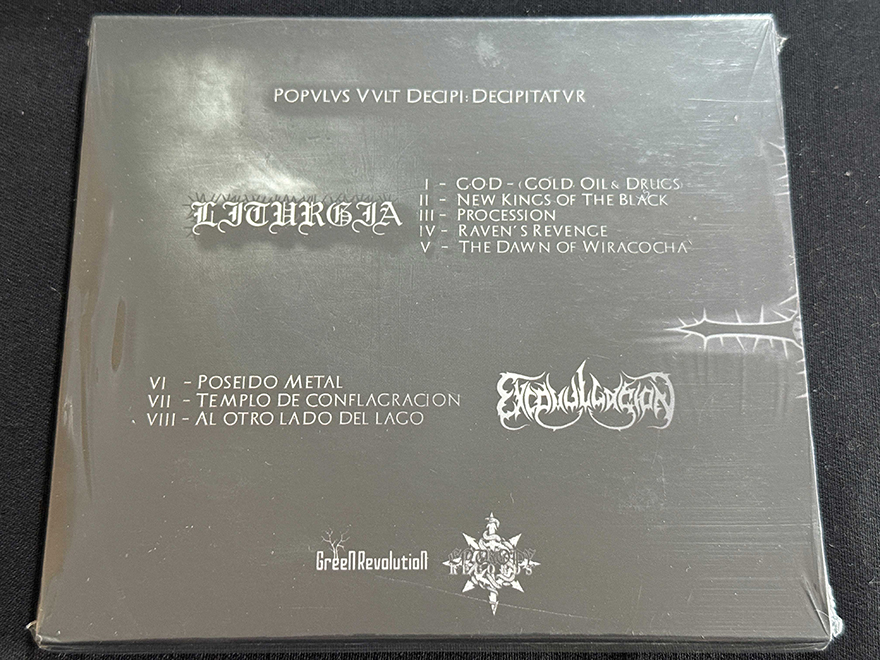 POPVLVS VVLT DECIPI: DECIPITATVR
LITURGIA
I - G.O.D - (GOLD, OIL & DRUGS)
II - NEW KINGS OF THE BLACK
III - PROCESSION
IV - RAVEN'S REVENGE
V - THE DAWN OF WIRACOCHA
VI - POSEIDO METAL
VII - TEMPLO DE CONFLAGRACION
VIII - AL OTRO LADO DEL LAGO
EXCOMULGACION
GreeN RevolutioN
RECORDS